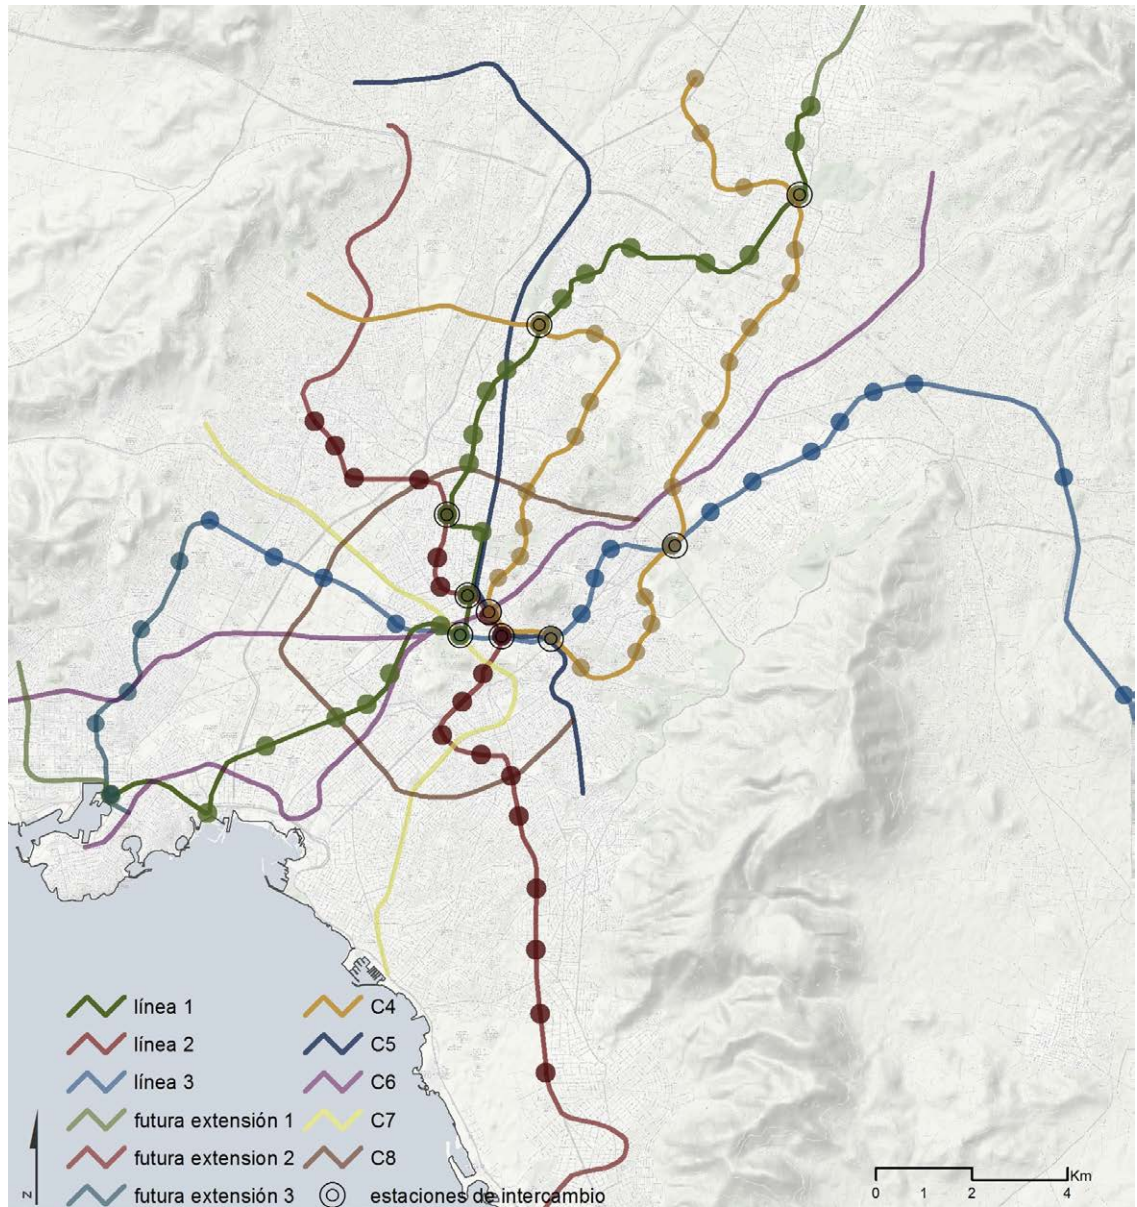 línea 1
línea 2
línea 3
futura extensión 1
futura extension 2
futura extensión 3
C4
C5
C6
C7
C8
estaciones de intercambio
N
Km
0 1 2 4